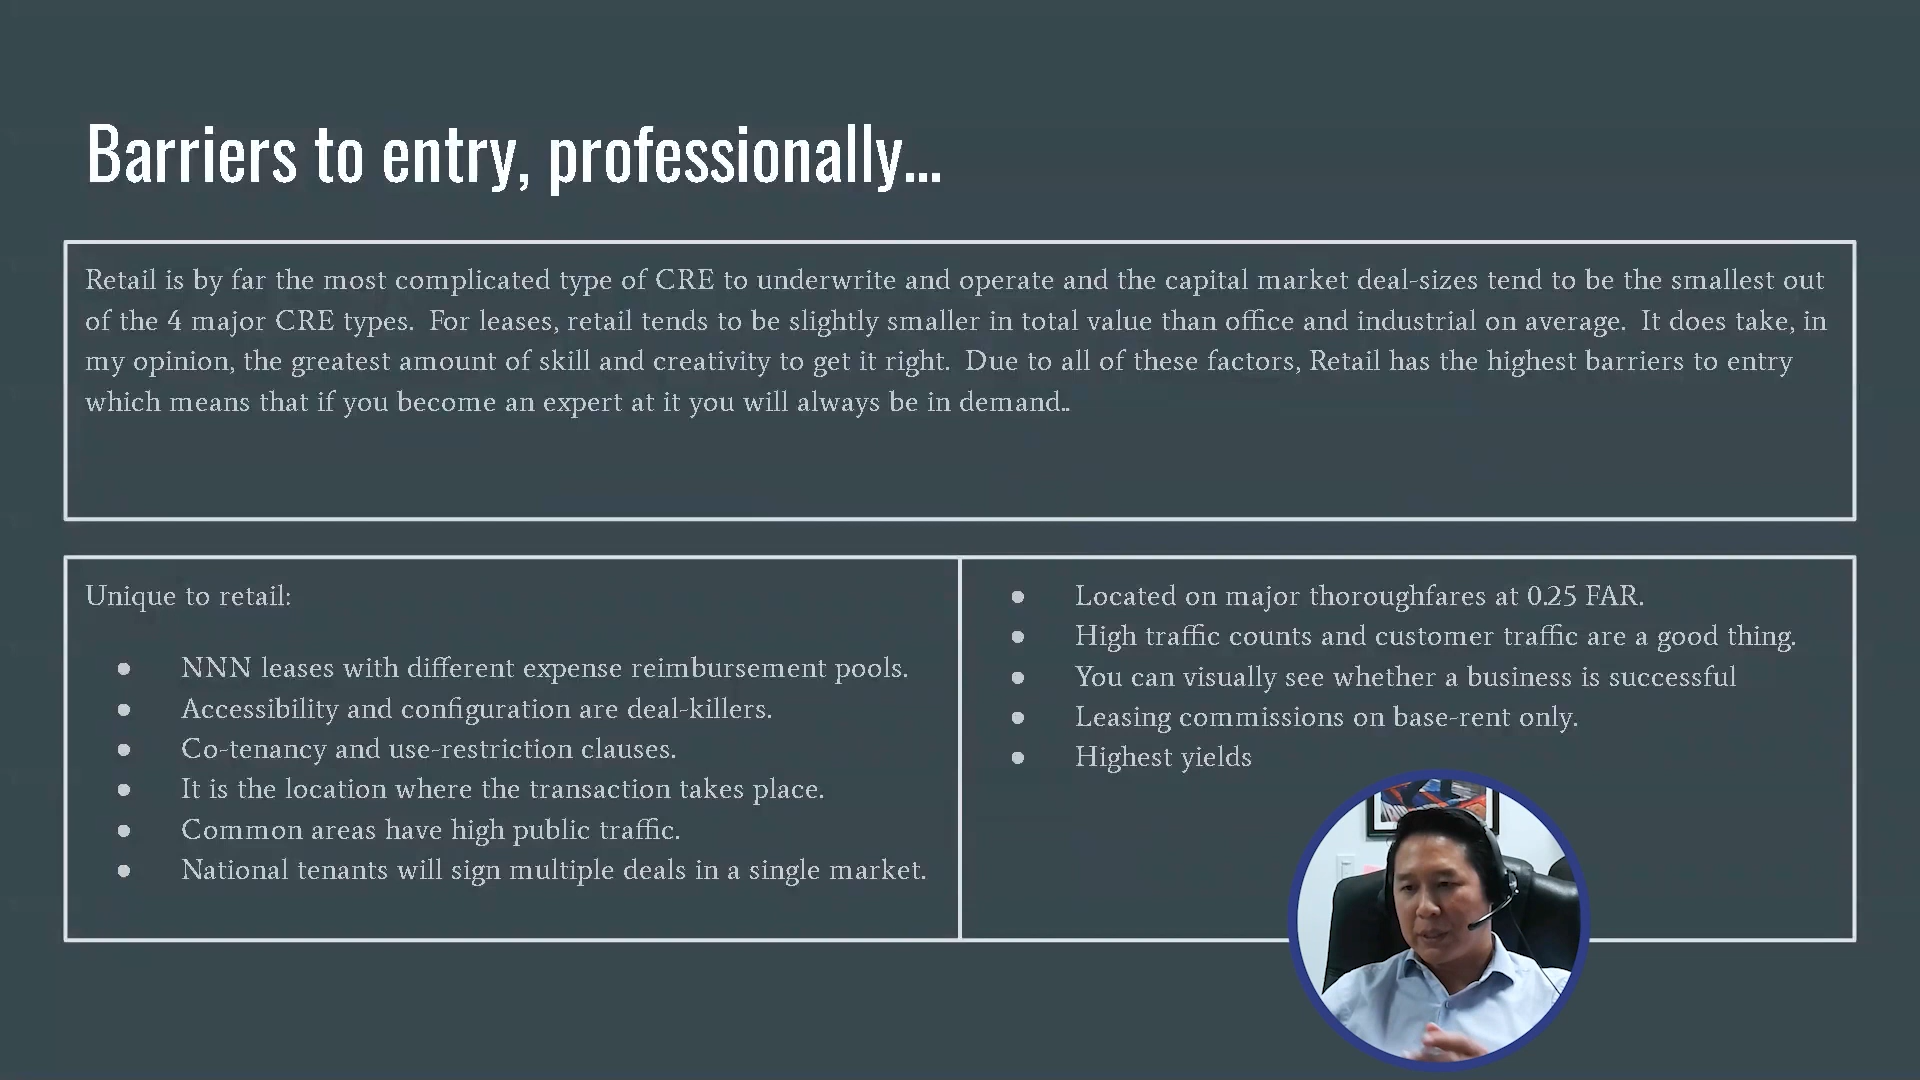 Barriers to entry, professionally...
Retail is by far the most complicated type of CRE to underwrite and operate and the capital market deal-sizes tend to be the smallest out
of the 4 major CRE types.  For leases, retail tends to be slightly smaller in total value than office and industrial on average.  It does take, in
my opinion, the greatest amount of skill and creativity to get it right.  Due to all of these factors, Retail has the highest barriers to entry
which means that if you become an expert at it you will always be in demand..
Unique to retail:
● NNN leases with different expense reimbursement pools.
● Accessibility and configuration are deal-killers.
● Co-tenancy and use-restriction clauses.
● It is the location where the transaction takes place.
● Common areas have high public traffic.
● National tenants will sign multiple deals in a single market.
● Located on major thoroughfares at 0.25 FAR.
● High traffic counts and customer traffic are a good thing.
● You can visually see whether a business is successful
● Leasing commissions on base-rent only.
● Highest yields